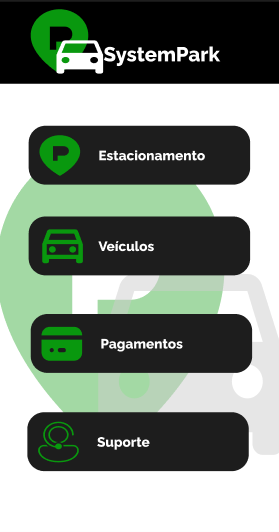 SystemPark
Estacionamento
Veículos
Pagamentos
Suporte